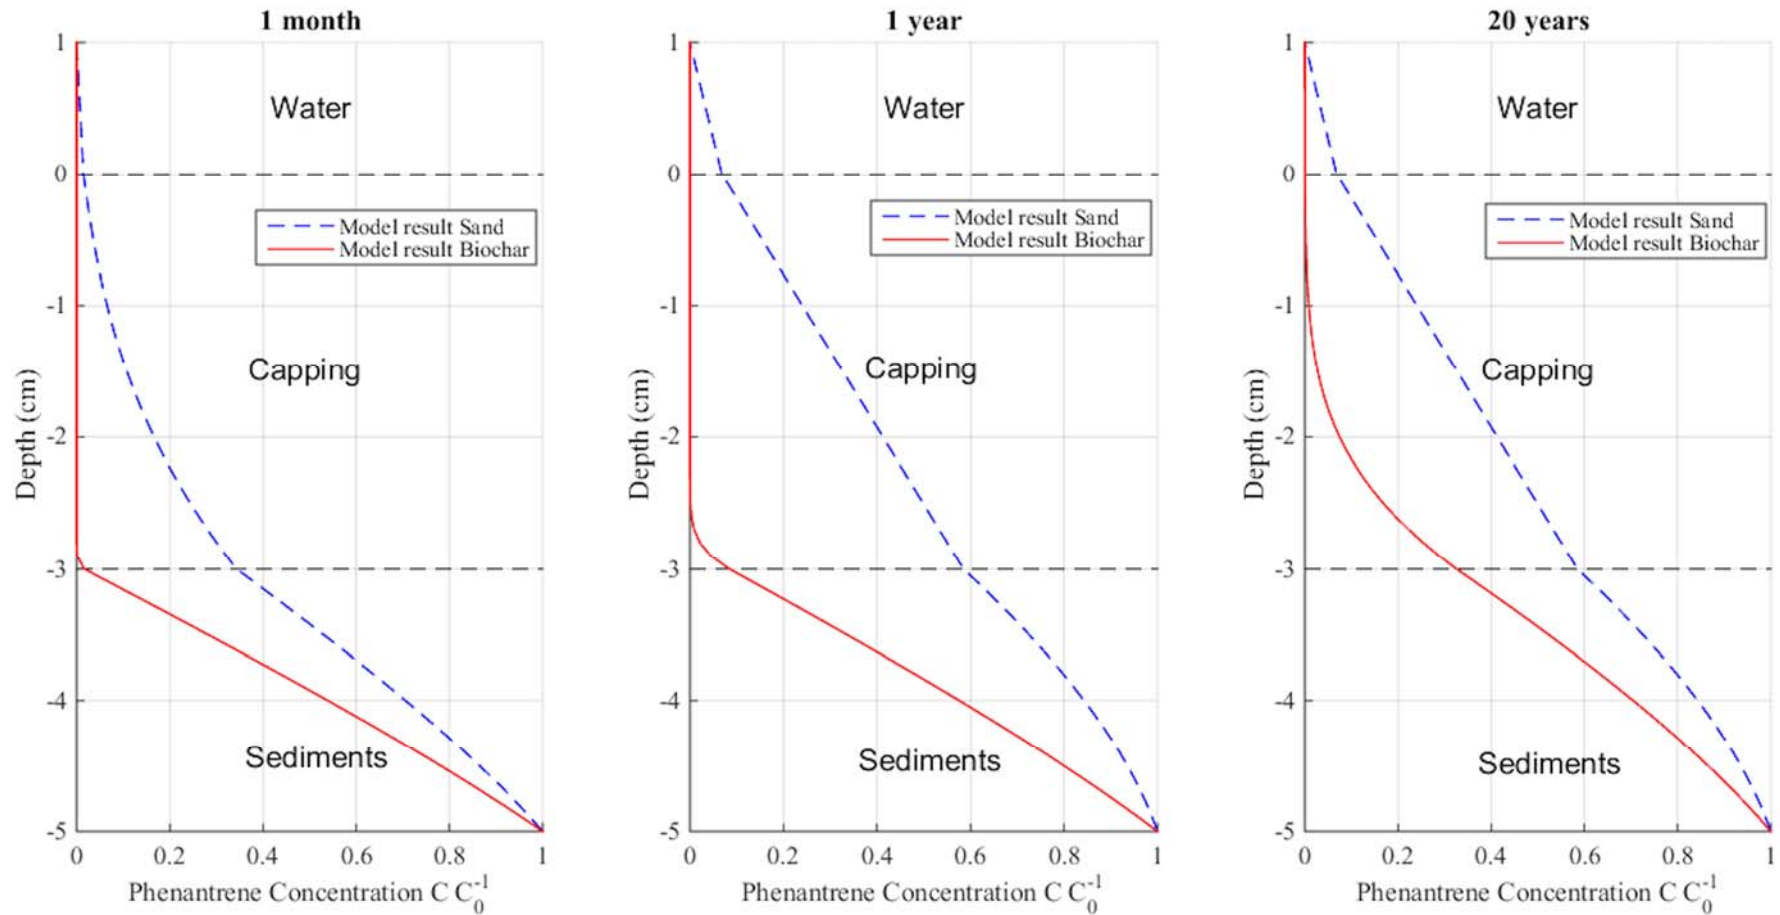 1 month
1
0
-1
-2
-3
-4
-5
Depth (cm)
Water
Model result Sand
Model result Biochar
Capping
Sediments
0 0.2 0.4 0.6 0.8 1
Phenantrene Concentration C C₀⁻¹
1 year
1
0
-1
-2
-3
-4
-5
Depth (cm)
Water
Model result Sand
Model result Biochar
Capping
Sediments
0 0.2 0.4 0.6 0.8 1
Phenantrene Concentration C C₀⁻¹
20 years
1
0
-1
-2
-3
-4
-5
Depth (cm)
Water
Model result Sand
Model result Biochar
Capping
Sediments
0 0.2 0.4 0.6 0.8 1
Phenantrene Concentration C C₀⁻¹